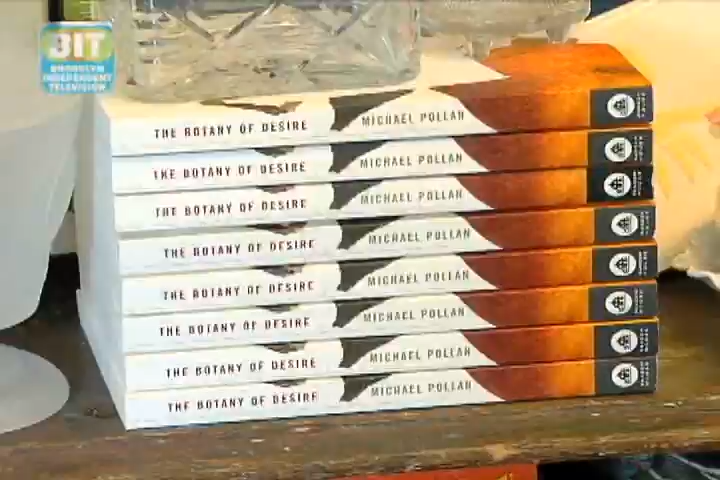 BIT
BROOKLYN
INDEPENDENT
TELEVISION
THE BOTANY OF DESIRE MICHAEL POLLAN
THE BOTANY OF DESIRE MICHAEL POLLAN
THE BOTANY OF DESIRE MICHAEL POLLAN
THE BOTANY OF DESIRE MICHAEL POLLAN
THE BOTANY OF DESIRE MICHAEL POLLAN
THE BOTANY OF DESIRE MICHAEL POLLAN
THE BOTANY OF DESIRE MICHAEL POLLAN
THE BOTANY OF DESIRE MICHAEL POLLAN